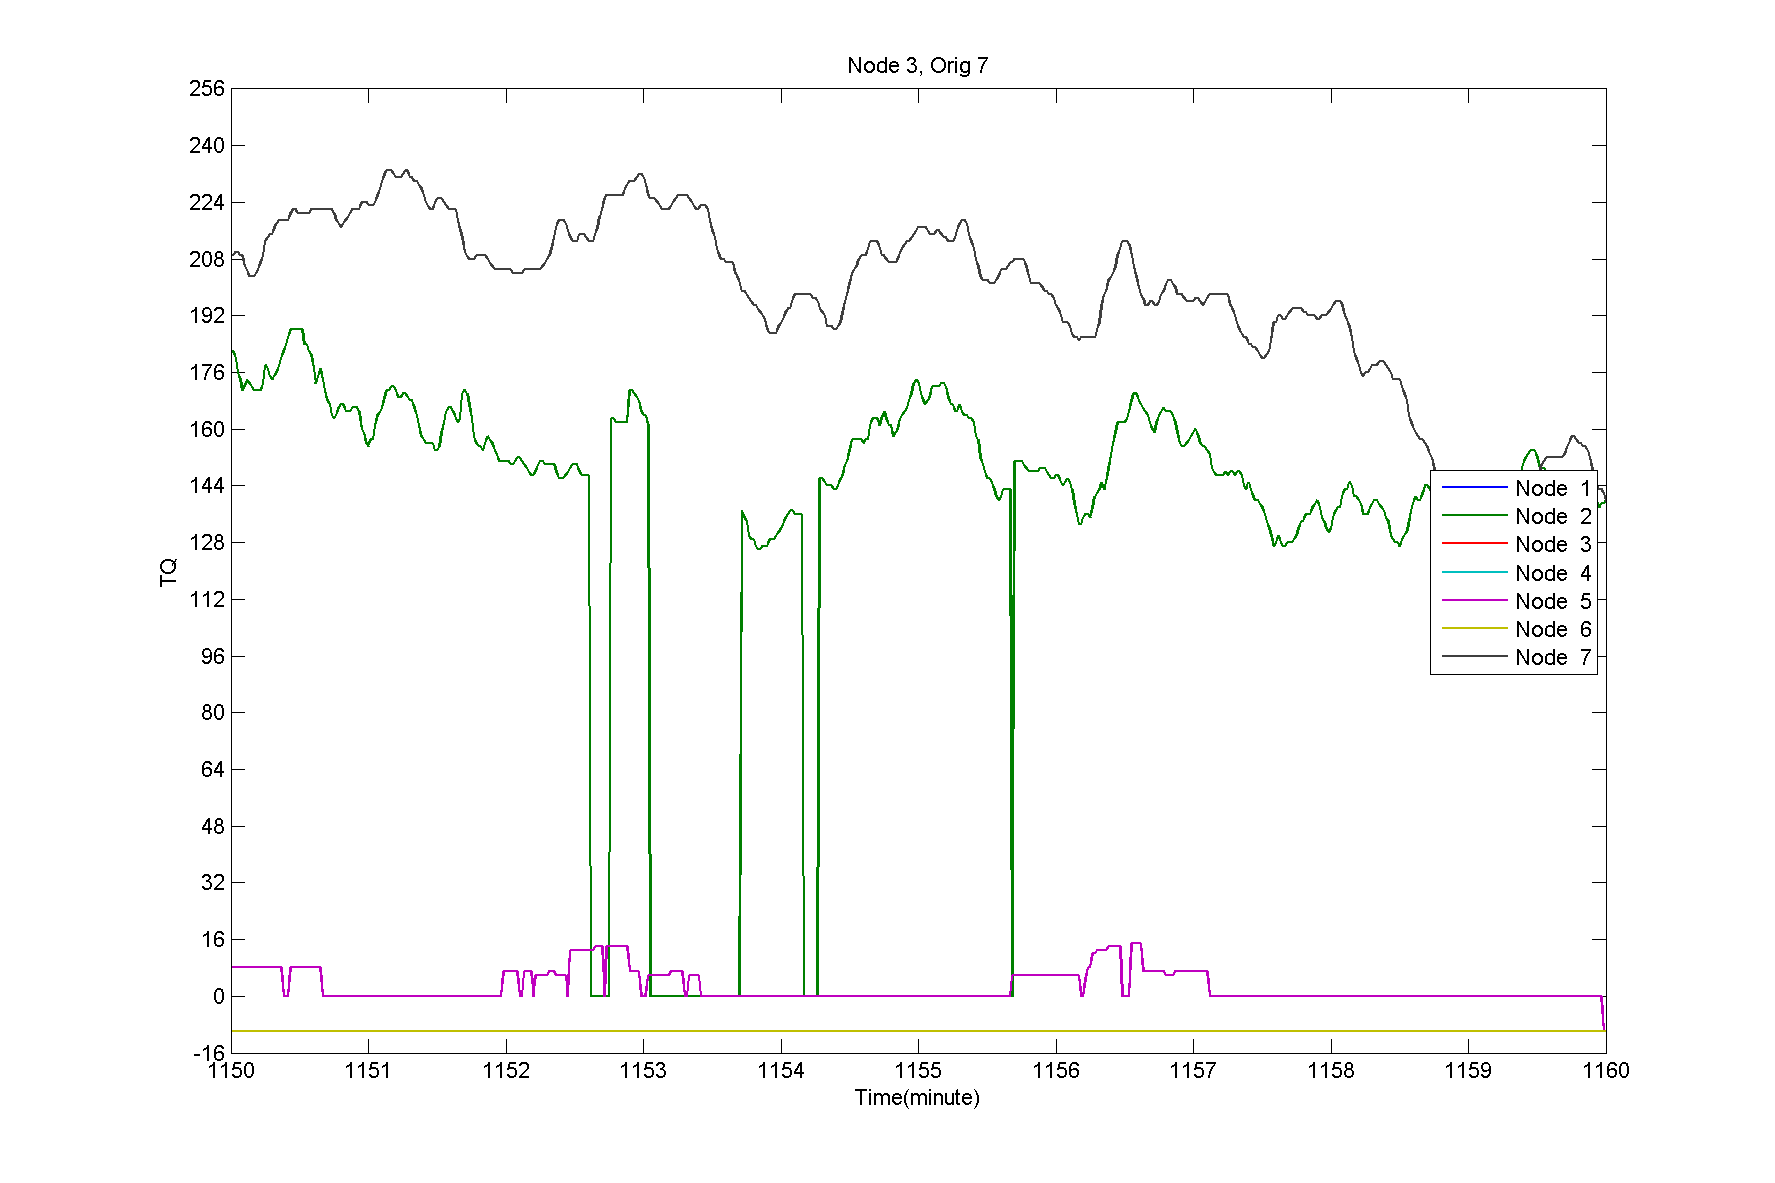 Node 3, Orig 7
256
240
224
208
192
176
160
144
128
112
96
80
64
48
32
16
0
-16
TQ
1150 1151 1152 1153 1154 1155 1156 1157 1158 1159 1160
Time(minute)
Node 1
Node 2
Node 3
Node 4
Node 5
Node 6
Node 7